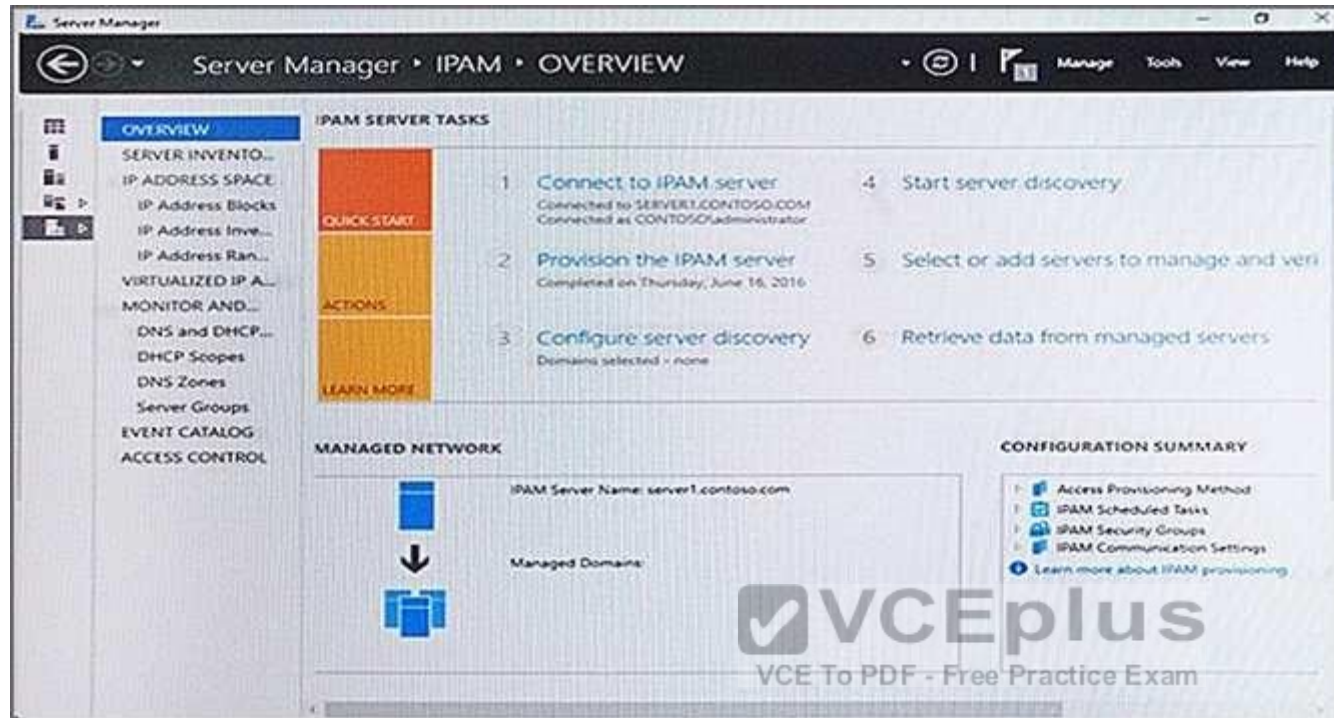 Server Manager
Server Manager • IPAM • OVERVIEW
Manage Tools View Help
OVERVIEW
SERVER INVENTO...
IP ADDRESS SPACE
IP Address Blocks
IP Address Inve...
IP Address Ran...
VIRTUALIZED IP A...
MONITOR AND...
DNS and DHCP...
DHCP Scopes
DNS Zones
Server Groups
EVENT CATALOG
ACCESS CONTROL
IPAM SERVER TASKS
QUICK START
ACTIONS
LEARN MORE
1 Connect to IPAM server
Connected to SERVER1.CONTOSO.COM
Connected as CONTOSO\administrator
2 Provision the IPAM server
Completed on Thursday, June 16, 2016
3 Configure server discovery
Domains selected - none
4 Start server discovery
5 Select or add servers to manage and veri
6 Retrieve data from managed servers
MANAGED NETWORK
IPAM Server Name: server1.contoso.com
Managed Domains:
CONFIGURATION SUMMARY
Access Provisioning Method
IPAM Scheduled Tasks
IPAM Security Groups
IPAM Communication Settings
Learn more about IPAM provisioning
VCEplus
VCE To PDF - Free Practice Exam